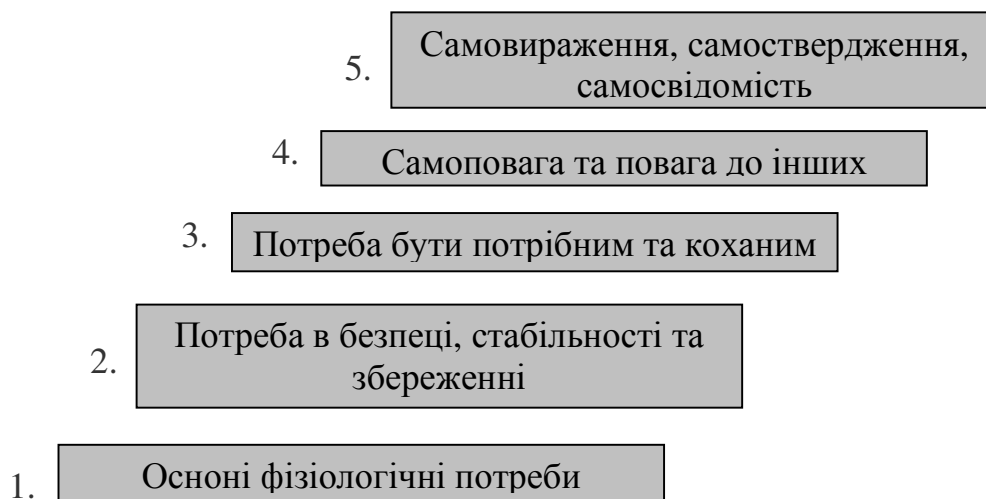 5. Самовираження, самоствердження,
самосвідомість
4. Самоповага та повага до інших
3. Потреба бути потрібним та коханим
2. Потреба в безпеці, стабільності та
збереженні
1. Осноні фізіологічні потреби